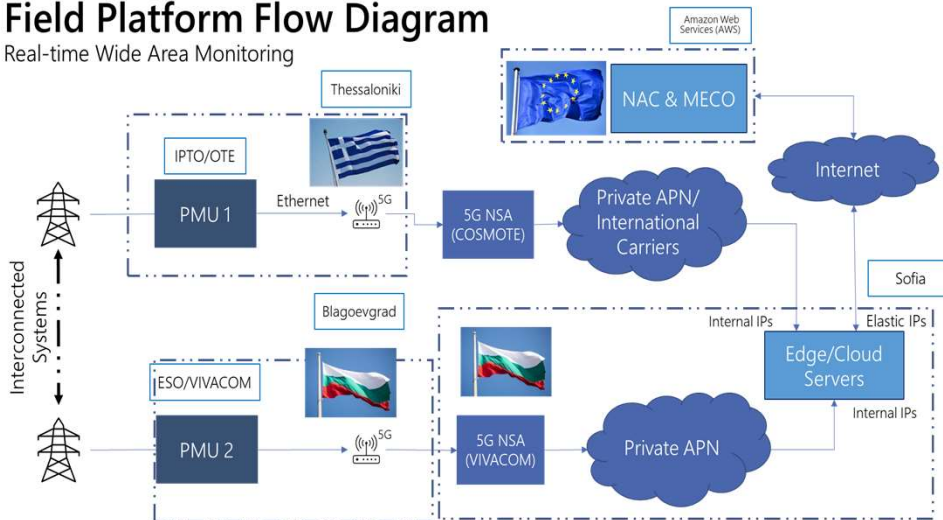 Field Platform Flow Diagram
Real-time Wide Area Monitoring
Amazon Web
Services (AWS)
Thessaloniki
NAC & MECO
IPTO/OTE
Internet
PMU 1
Ethernet
5G
5G NSA
(COSMOTE)
Private APN/
International
Carriers
Interconnected
Systems
Sofia
Blagoevgrad
Internal IPs
Elastic IPs
Edge/Cloud
Servers
ESO/VIVACOM
Internal IPs
PMU 2
5G
5G NSA
(VIVACOM)
Private APN